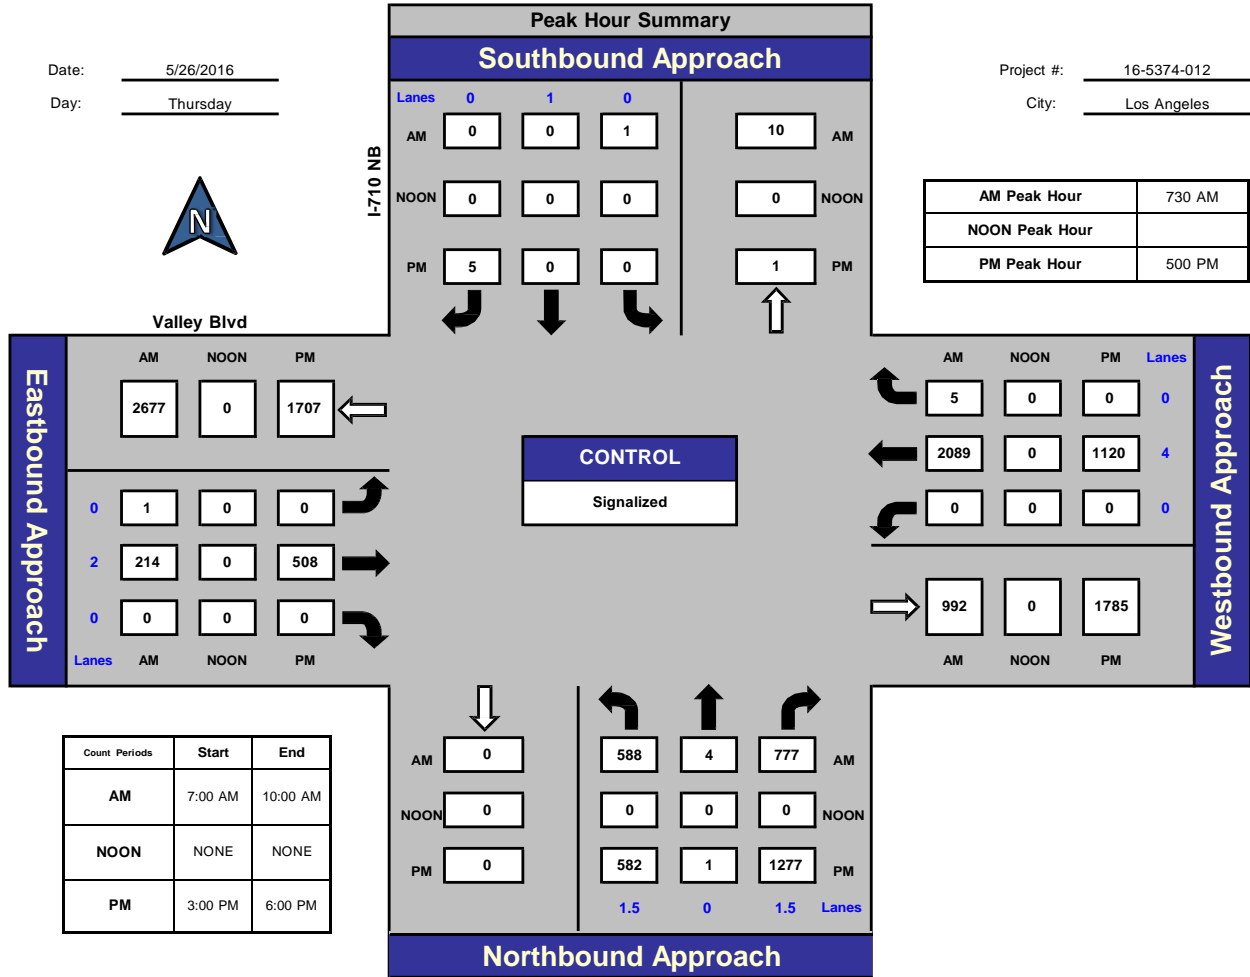 Peak Hour Summary
Southbound Approach
Date: 5/26/2016
Day: Thursday
Project #: 16-5374-012
City: Los Angeles
N
I-710 NB
Lanes 0 1 0
AM 0 0 1 10 AM
NOON 0 0 0 0 NOON
PM 5 0 0 1 PM
AM Peak Hour 730 AM
NOON Peak Hour
PM Peak Hour 500 PM
Valley Blvd
Eastbound Approach
AM NOON PM
2677 0 1707
0 1 0 0
2 214 0 508
0 0 0 0
Lanes AM NOON PM
CONTROL
Signalized
AM NOON PM Lanes
5 0 0 0
2089 0 1120 4
0 0 0 0
992 0 1785
AM NOON PM
Westbound Approach
Count Periods Start End
AM 7:00 AM 10:00 AM
NOON NONE NONE
PM 3:00 PM 6:00 PM
AM 0 588 4 777 AM
NOON 0 0 0 0 NOON
PM 0 582 1 1277 PM
1.5 0 1.5 Lanes
Northbound Approach